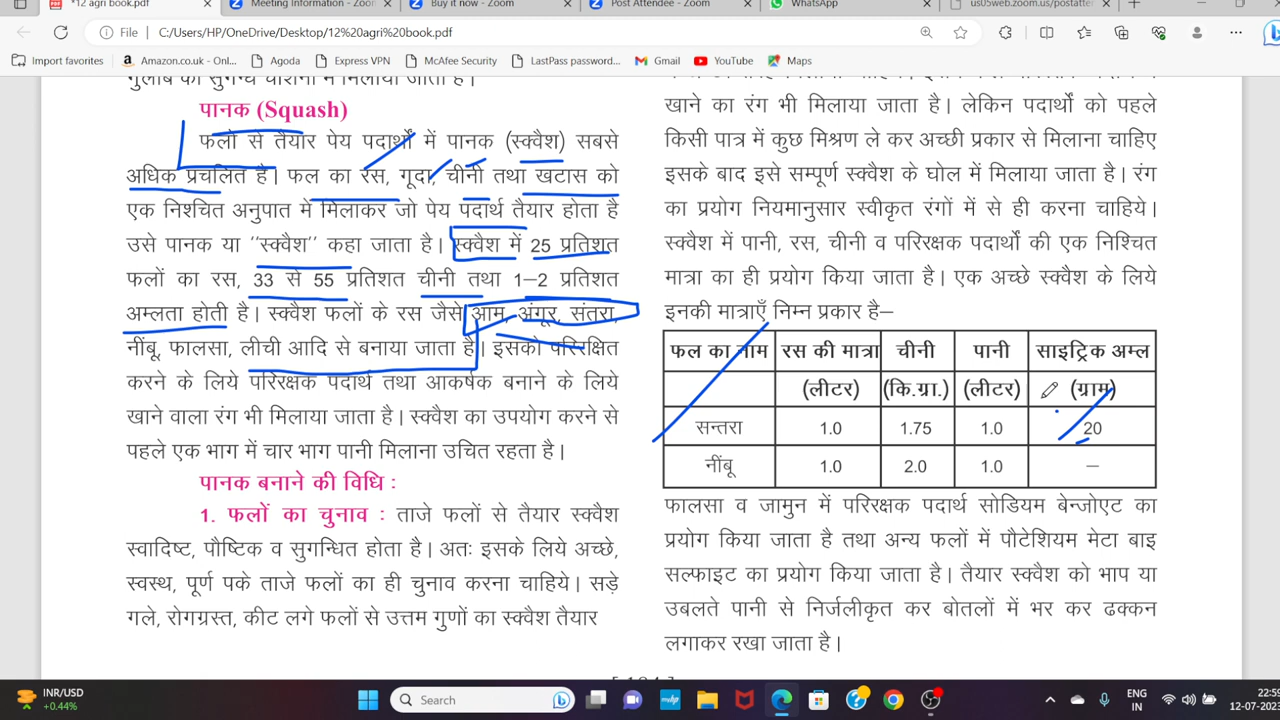 *12 agri book.pdf
Meeting Information - Zoom
Buy it now - Zoom
Post Attendee - Zoom
WhatsApp
us05web.zoom.us/postatten
File C:/Users/HP/OneDrive/Desktop/12%20agri%20book.pdf
Import favorites Amazon.co.uk - Onli... Agoda Express VPN McAfee Security LastPass password... Gmail YouTube Maps
पानक (Squash)
फलों से तैयार पेय पदार्थों में पानक (स्क्वैश) सबसे
अधिक प्रचलित है। फल का रस, गूदा, चीनी तथा खटास को
एक निश्चित अनुपात में मिलाकर जो पेय पदार्थ तैयार होता है
उसे पानक या ''स्क्वैश'' कहा जाता है। स्क्वैश में 25 प्रतिशत
फलों का रस, 33 से 55 प्रतिशत चीनी तथा 1–2 प्रतिशत
अम्लता होती है। स्क्वैश फलों के रस जैसे आम, अंगूर, संतरा,
नींबू, फालसा, लीची आदि से बनाया जाता है। इसको परिरक्षित
करने के लिये परिरक्षक पदार्थ तथा आकर्षक बनाने के लिये
खाने वाला रंग भी मिलाया जाता है। स्क्वैश का उपयोग करने से
पहले एक भाग में चार भाग पानी मिलाना उचित रहता है।
पानक बनाने की विधि :
1. फलों का चुनाव : ताजे फलों से तैयार स्क्वैश
स्वादिष्ट, पौष्टिक व सुगन्धित होता है। अतः इसके लिये अच्छे,
स्वस्थ, पूर्ण पके ताजे फलों का ही चुनाव करना चाहिये। सड़े
गले, रोगग्रस्त, कीट लगे फलों से उत्तम गुणों का स्क्वैश तैयार
खाने का रंग भी मिलाया जाता है। लेकिन पदार्थों को पहले
किसी पात्र में कुछ मिश्रण ले कर अच्छी प्रकार से मिलाना चाहिए
इसके बाद इसे सम्पूर्ण स्क्वैश के घोल में मिलाया जाता है। रंग
का प्रयोग नियमानुसार स्वीकृत रंगों में से ही करना चाहिये।
स्क्वैश में पानी, रस, चीनी व परिरक्षक पदार्थों की एक निश्चित
मात्रा का ही प्रयोग किया जाता है। एक अच्छे स्क्वैश के लिये
इनकी मात्राएँ निम्न प्रकार है–
फल का नाम रस की मात्रा चीनी पानी साइट्रिक अम्ल
(लीटर) (कि.ग्रा.) (लीटर) (ग्राम)
सन्तरा 1.0 1.75 1.0 20
नींबू 1.0 2.0 1.0 –
फालसा व जामुन में परिरक्षक पदार्थ सोडियम बेन्जोएट का
प्रयोग किया जाता है तथा अन्य फलों में पौटेशियम मेटा बाइ
सल्फाइट का प्रयोग किया जाता है। तैयार स्क्वैश को भाप या
उबलते पानी से निर्जलीकृत कर बोतलों में भर कर ढक्कन
लगाकर रखा जाता है।
INR/USD
+0.44%
Search
ENG
IN
22:59
12-07-2023